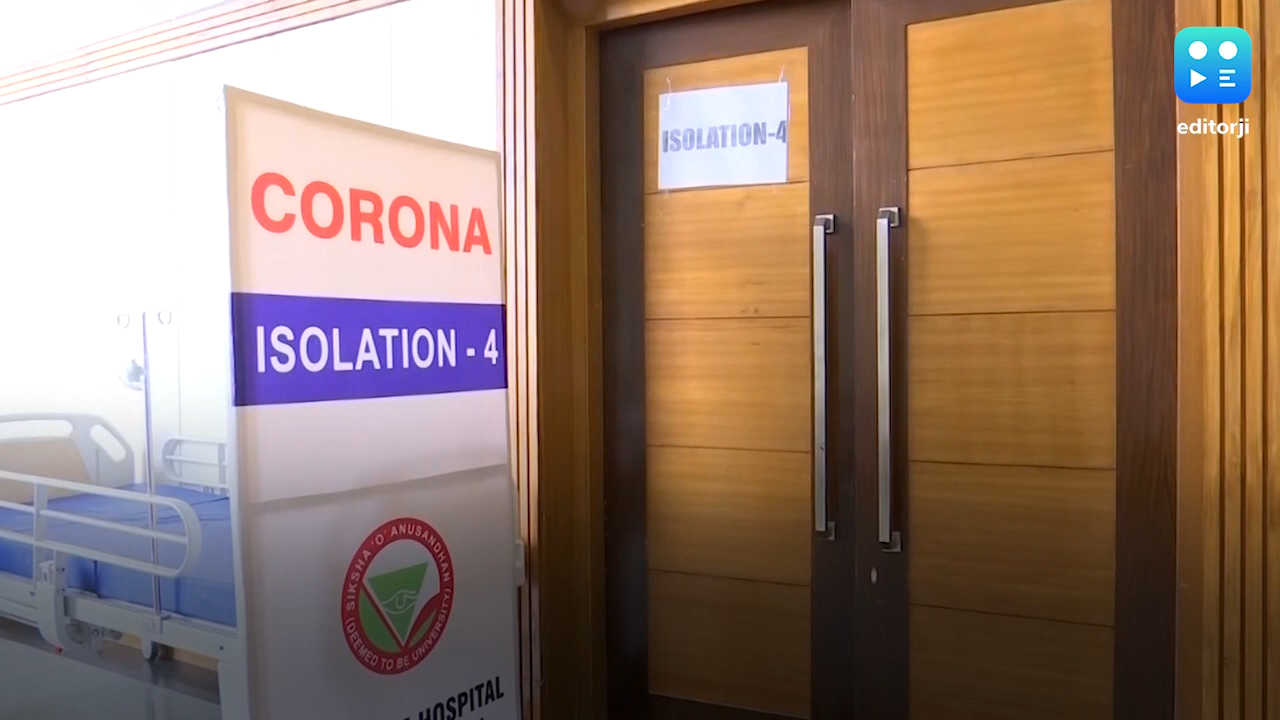 CORONA
ISOLATION - 4
SIKSHA 'O' ANUSANDHAN
(DEEMED TO BE UNIVERSITY)
HOSPITAL
ISOLATION-4
editorji